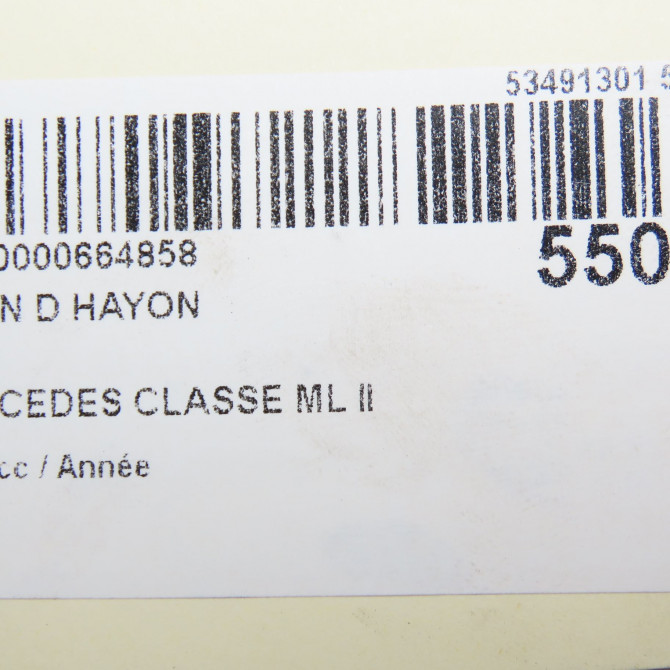 53491301 5
0000664858
550
N D HAYON
CEDES CLASSE ML II
cc / Année